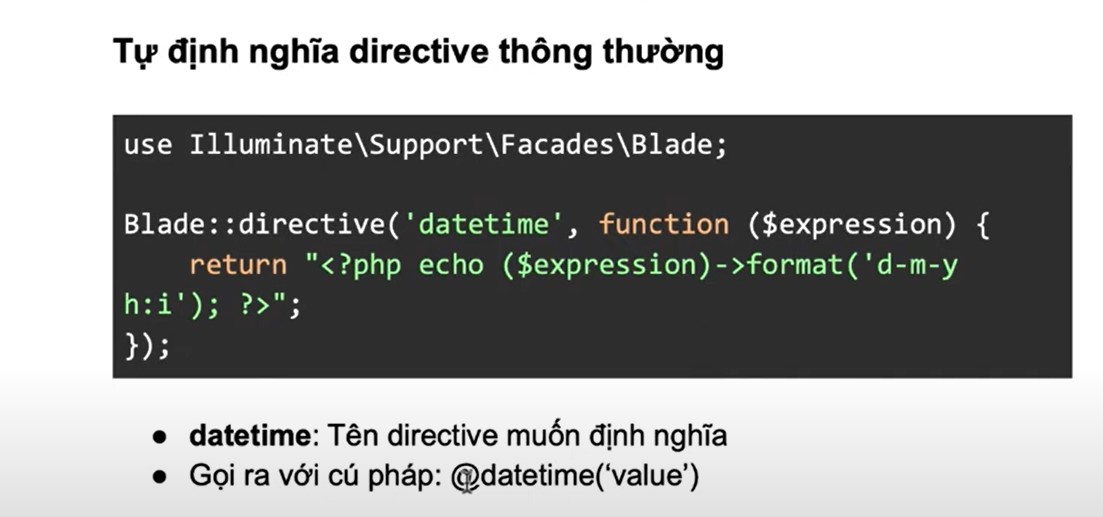 Tự định nghĩa directive thông thường
use Illuminate\Support\Facades\Blade;
Blade::directive('datetime', function ($expression) {
return "<?php echo ($expression)->format('d-m-y
h:i'); ?>";
});
● datetime: Tên directive muốn định nghĩa
● Gọi ra với cú pháp: @datetime(‘value’)